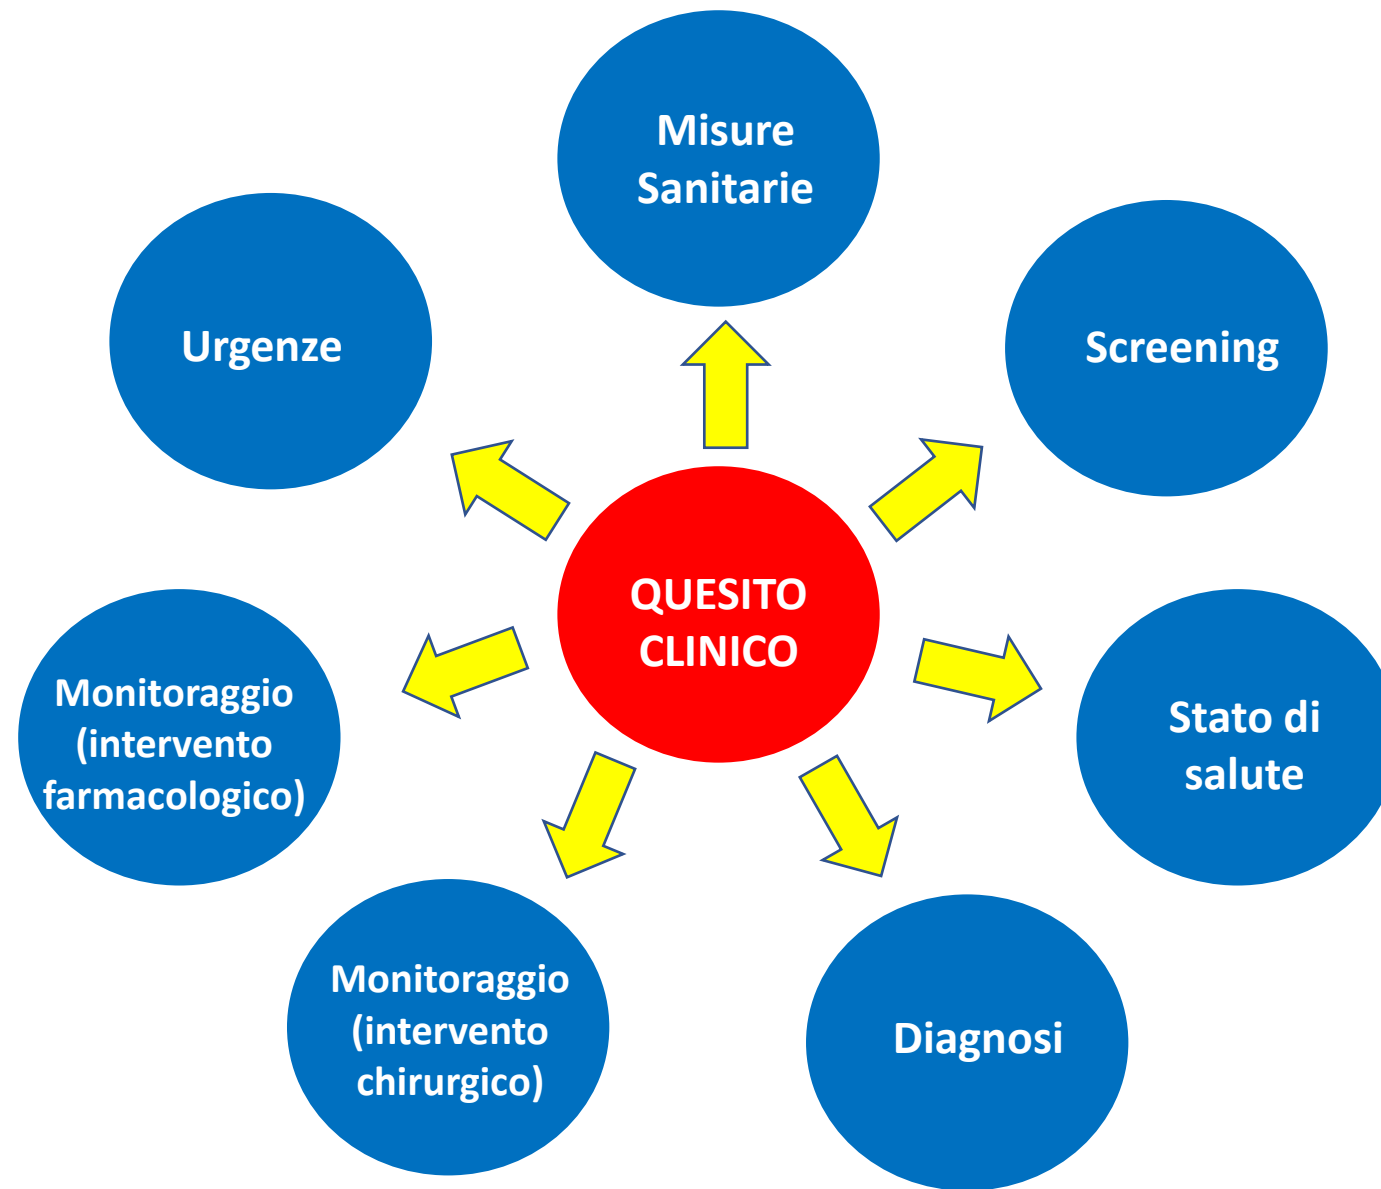 Misure
Sanitarie
Urgenze
Screening
QUESITO
CLINICO
Monitoraggio
(intervento
farmacologico)
Stato di
salute
Monitoraggio
(intervento
chirurgico)
Diagnosi